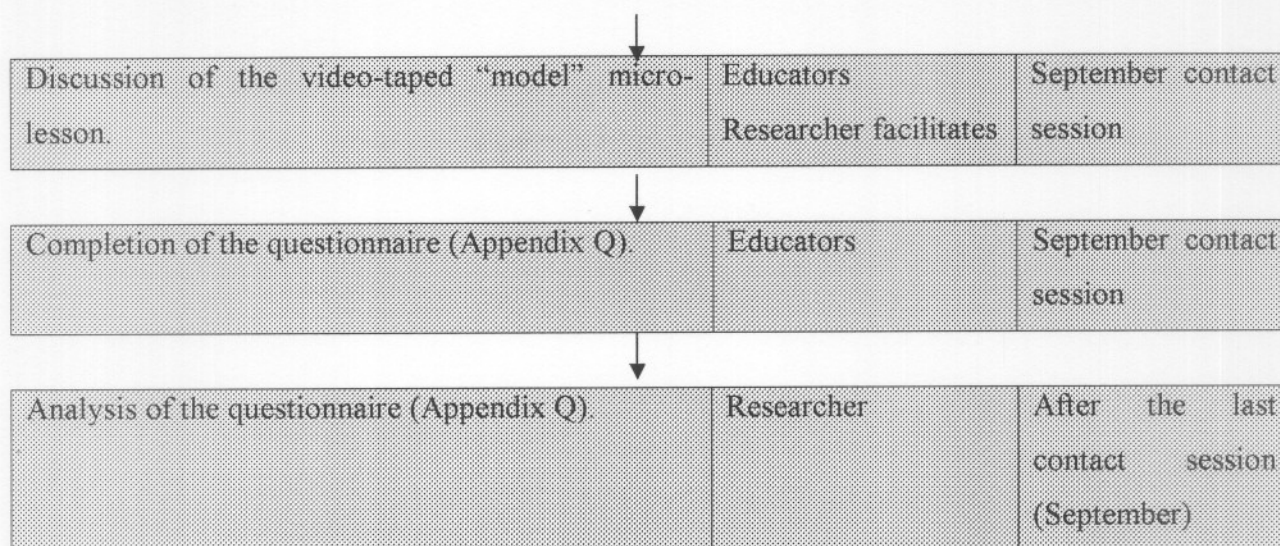 Discussion of the video-taped “model” micro-
lesson.
Educators
Researcher facilitates
September contact
session
Completion of the questionnaire (Appendix Q).
Educators
September contact
session
Analysis of the questionnaire (Appendix Q).
Researcher
After the last
contact session
(September)